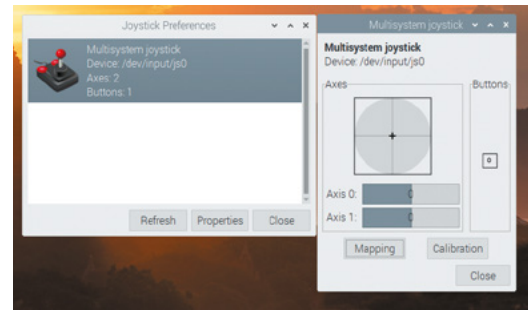 Joystick Preferences
Multisystem joystick
Device: /dev/input/js0
Axes: 2
Buttons: 1
Refresh Properties Close
Multisystem joystick
Multisystem joystick
Device: /dev/input/js0
Axes
Buttons
0
Axis 0: 0
Axis 1: 0
Mapping Calibration
Close